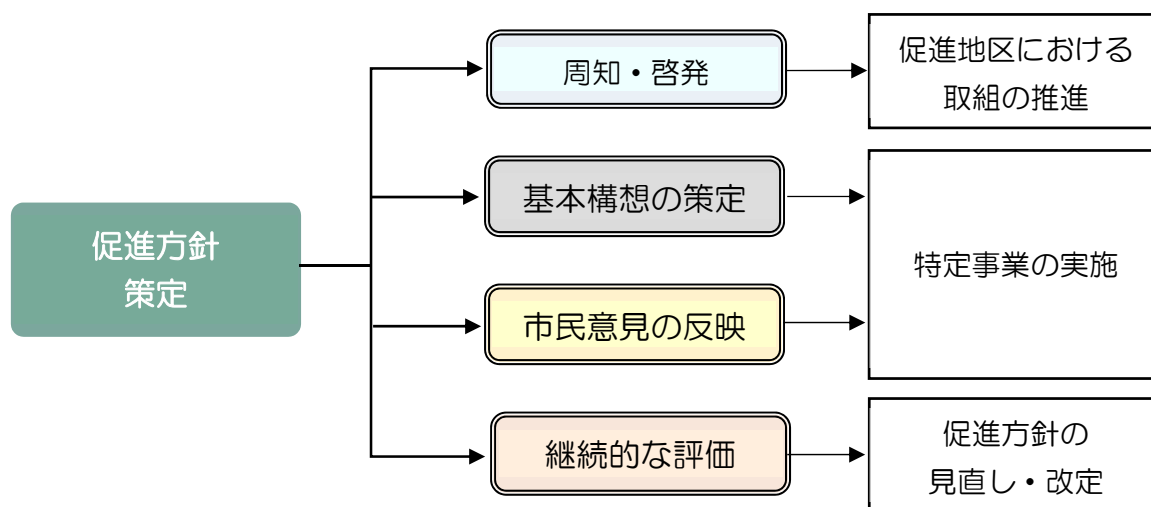 促進方針
策定
周知・啓発
促進地区における
取組の推進
基本構想の策定
特定事業の実施
市民意見の反映
継続的な評価
促進方針の
見直し・改定